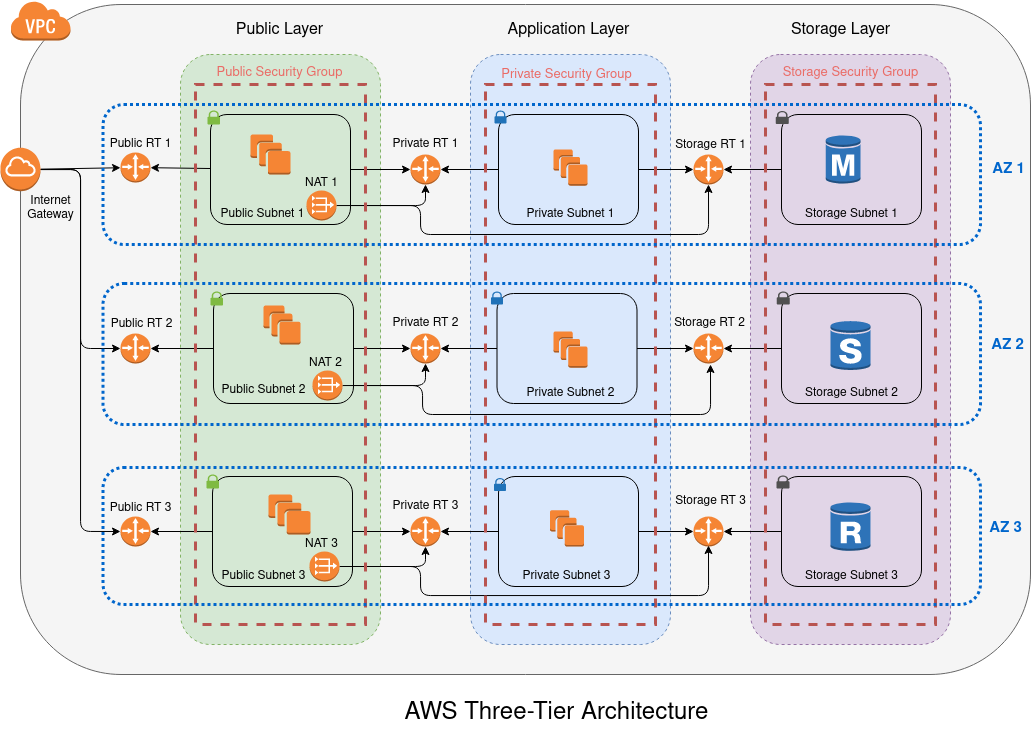 VPC
Public Layer
Application Layer
Storage Layer
Public Security Group
Private Security Group
Storage Security Group
Public RT 1
Private RT 1
Storage RT 1
M
AZ 1
NAT 1
Internet
Gateway
Public Subnet 1
Private Subnet 1
Storage Subnet 1
Public RT 2
Private RT 2
Storage RT 2
S
AZ 2
NAT 2
Public Subnet 2
Private Subnet 2
Storage Subnet 2
Public RT 3
Private RT 3
Storage RT 3
R
AZ 3
NAT 3
Public Subnet 3
Private Subnet 3
Storage Subnet 3
AWS Three-Tier Architecture